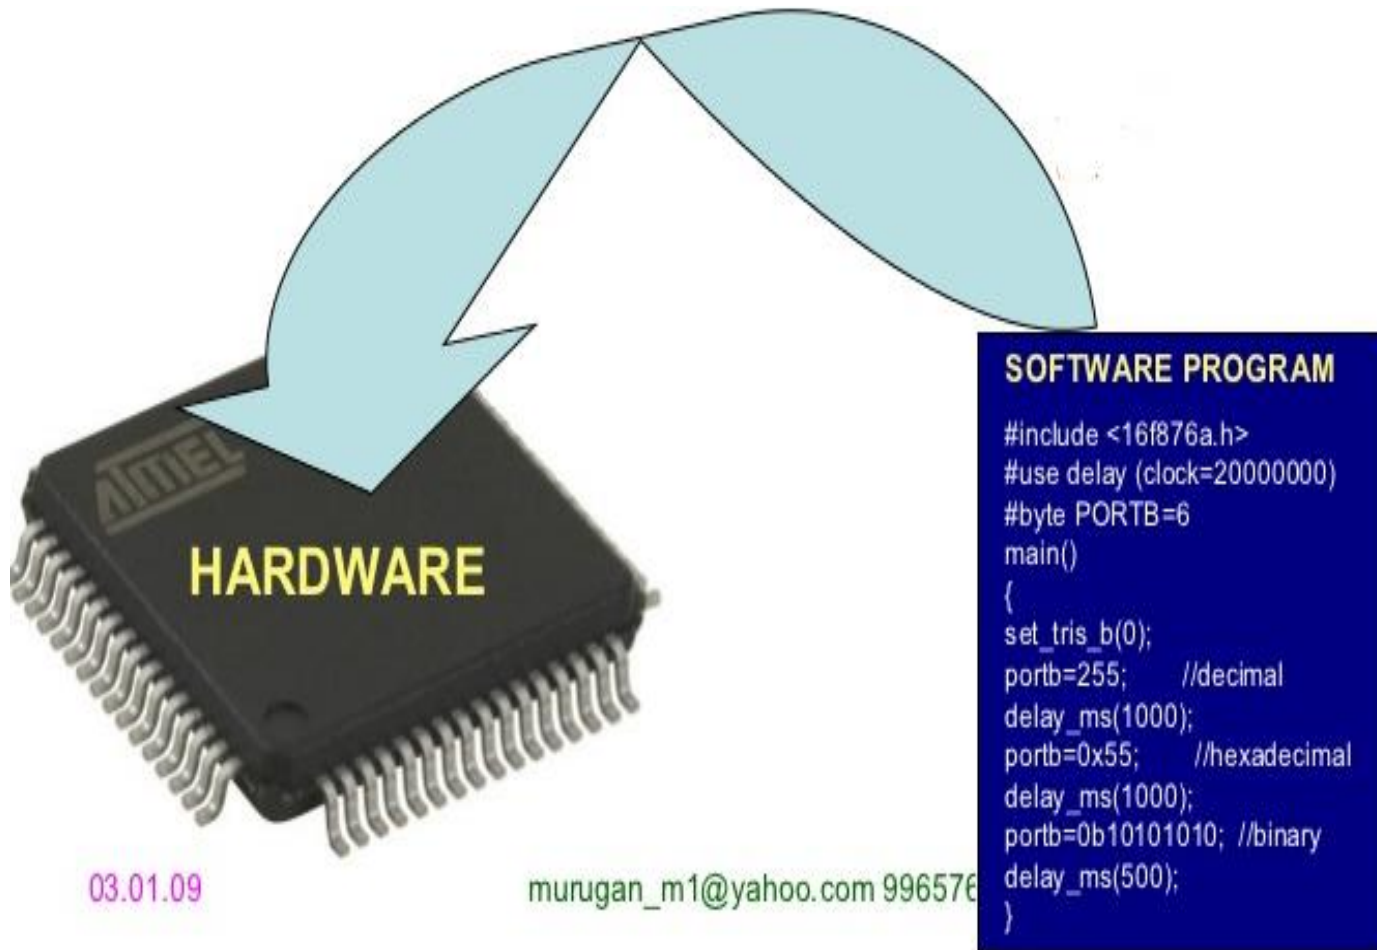 ATMEL
HARDWARE
SOFTWARE PROGRAM
#include <16f876a.h>
#use delay (clock=20000000)
#byte PORTB=6
main()
{
set_tris_b(0);
portb=255; //decimal
delay_ms(1000);
portb=0x55; //hexadecimal
delay_ms(1000);
portb=0b10101010; //binary
delay_ms(500);
}
03.01.09
murugan_m1@yahoo.com 996576